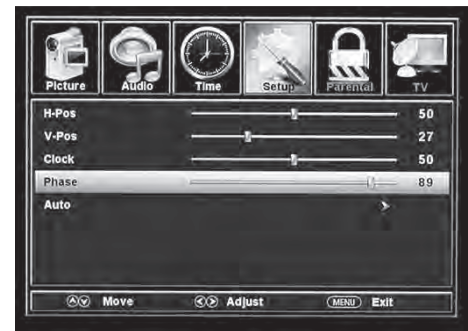 Picture Audio Time Setup Parental TV
H-Pos 50
V-Pos 27
Clock 50
Phase 89
Auto
Move Adjust MENU Exit